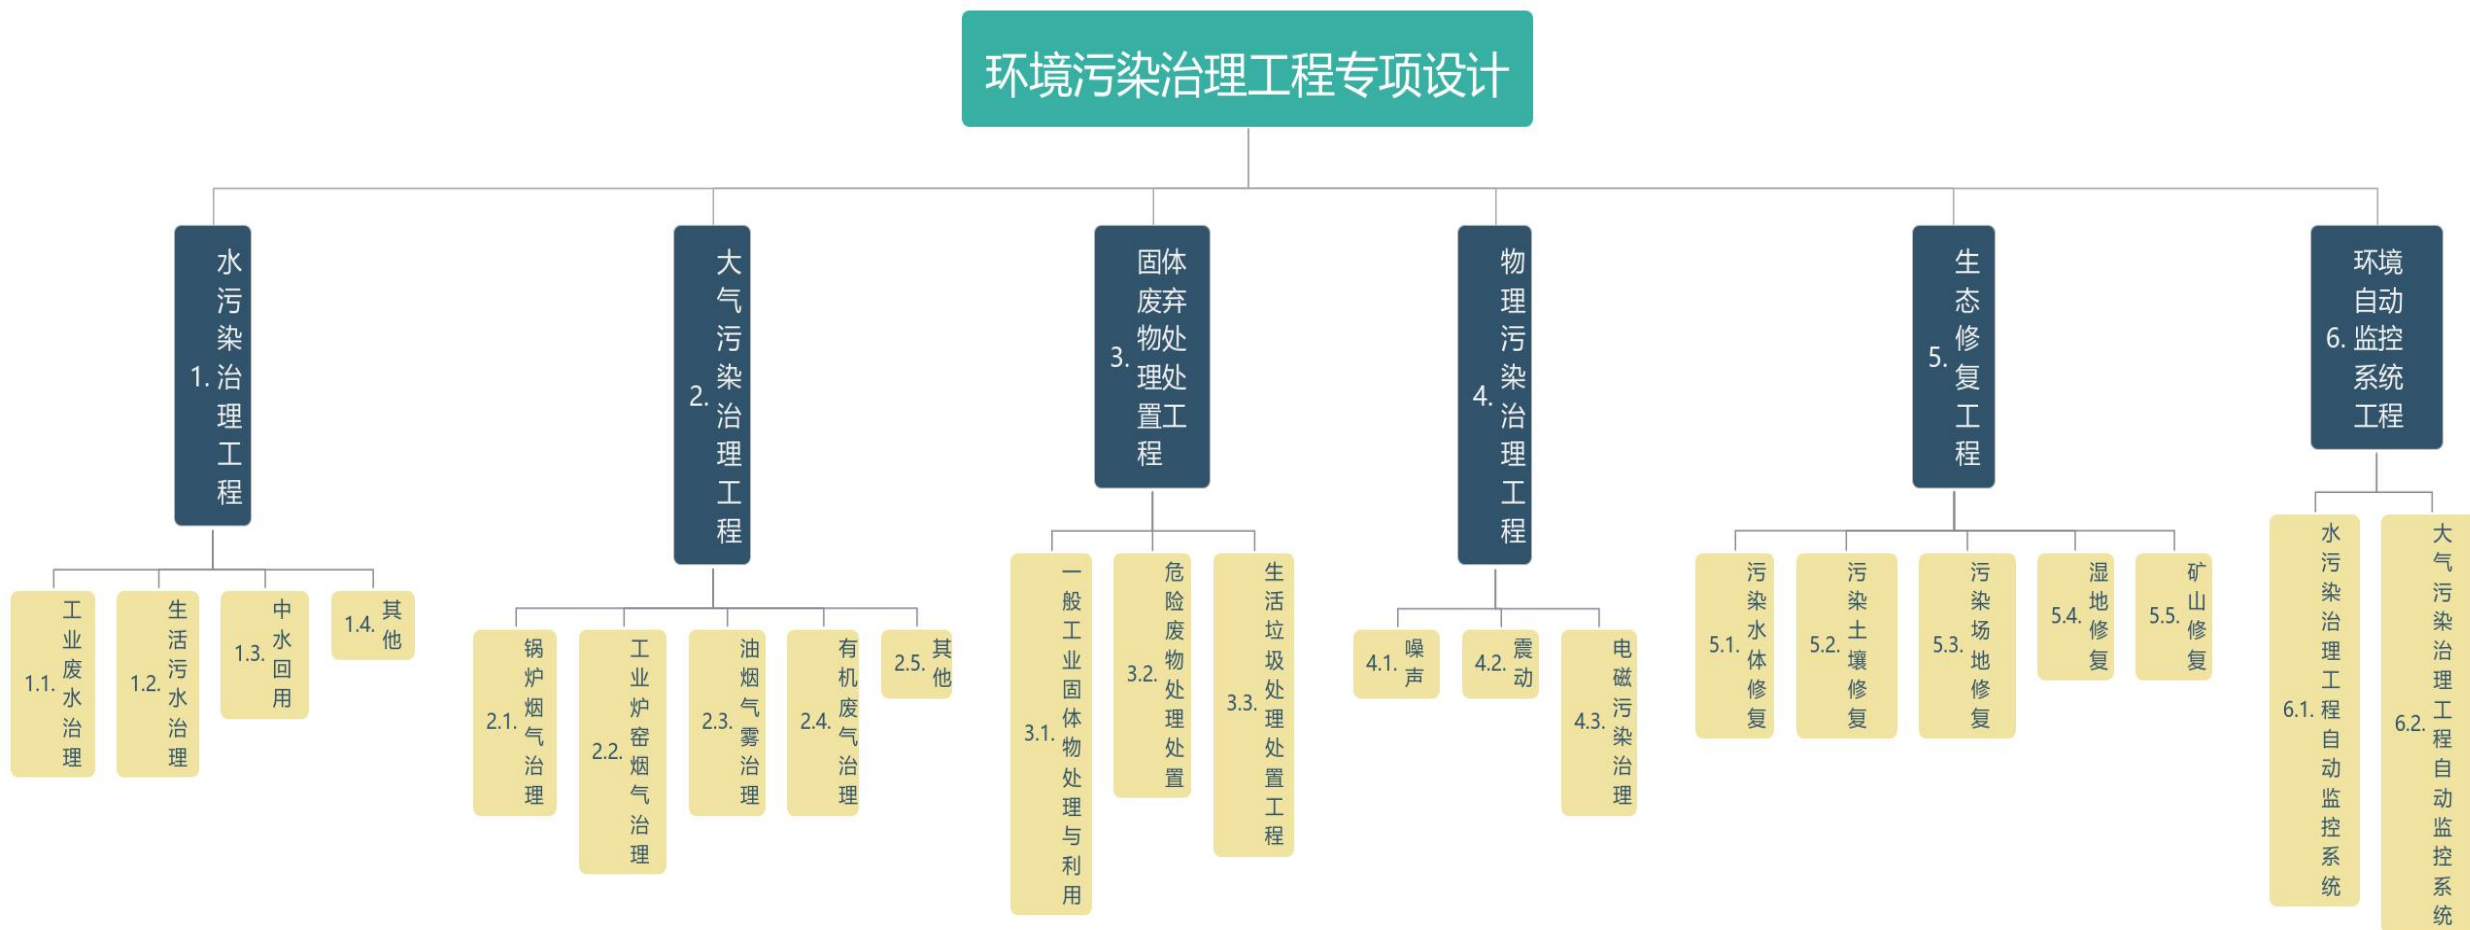 环境污染治理工程专项设计
1. 水污染治理工程
1.1. 工业废水治理
1.2. 生活污水治理
1.3. 中水回用
1.4. 其他
2. 大气污染治理工程
2.1. 锅炉烟气治理
2.2. 工业炉窑烟气治理
2.3. 油烟气雾治理
2.4. 有机废气治理
2.5. 其他
3. 固体废弃物处理处置工程
3.1. 一般工业固体物处理与利用
3.2. 危险废物处理处置
3.3. 生活垃圾处理处置工程
4. 物理污染治理工程
4.1. 噪声
4.2. 震动
4.3. 电磁污染治理
5. 生态修复工程
5.1. 污染水体修复
5.2. 污染土壤修复
5.3. 污染场地修复
5.4. 湿地修复
5.5. 矿山修复
6. 环境自动监控系统工程
6.1. 水污染治理工程自动监控系统
6.2. 大气污染治理工程自动监控系统